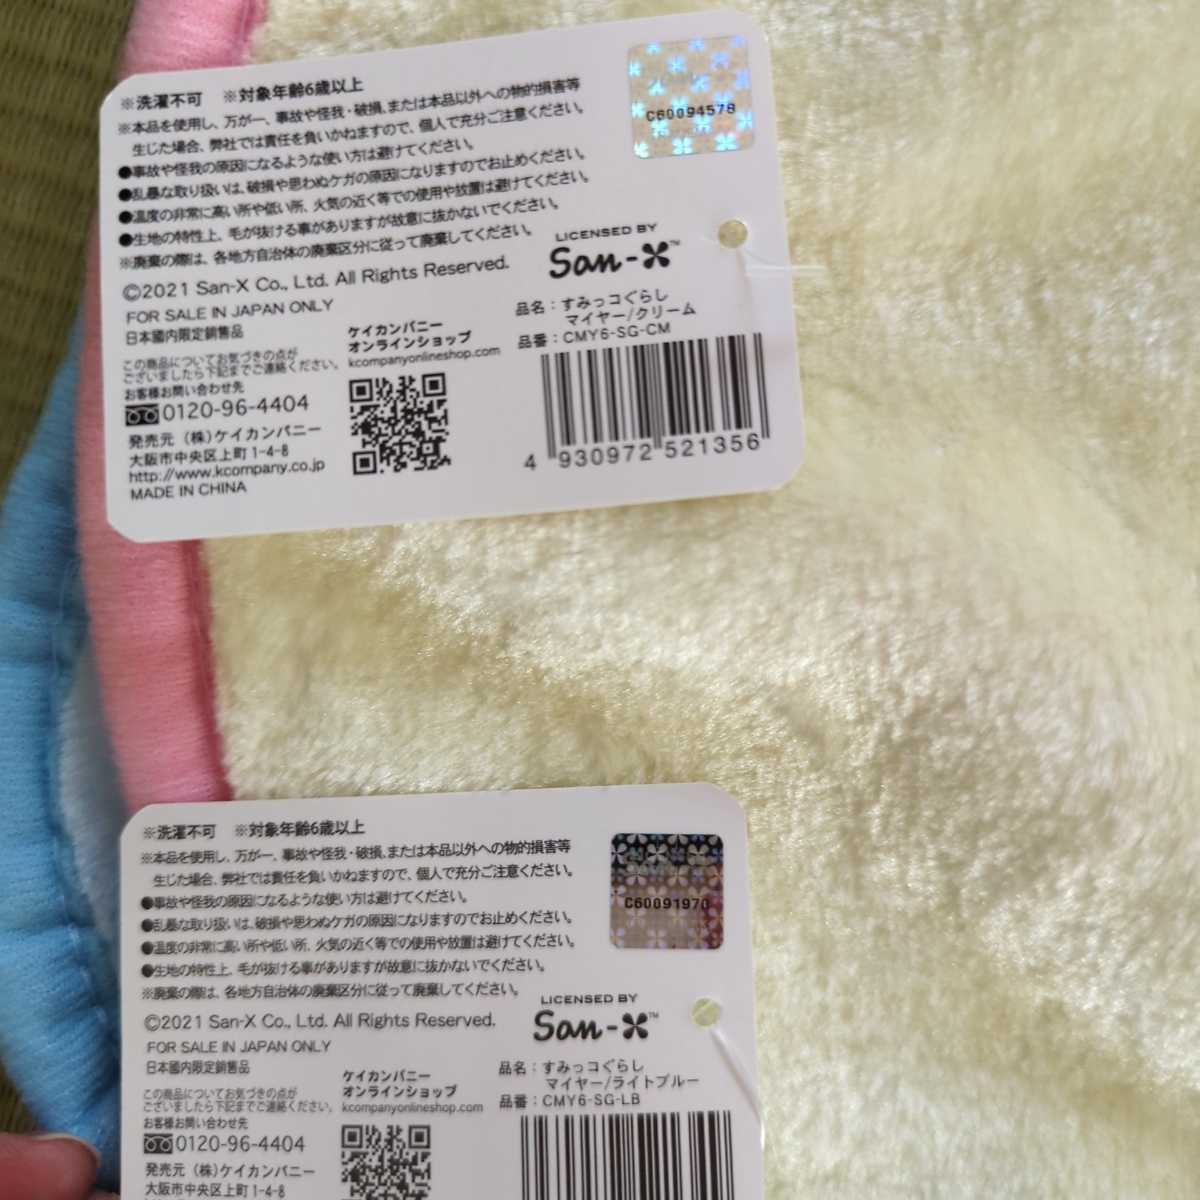 ※洗濯不可 ※対象年齢6歳以上
※本品を使用し、万が一、事故や怪我・破損、または本品以外への物的損害等
生じた場合、弊社では責任を負いかねますので、個人で充分ご注意ください。
●事故や怪我の原因になるような使い方は避けてください。
●乱暴な取り扱いは、破損や思わぬケガの原因になりますのでお止めください。
●温度の非常に高い所や低い所、火気の近く等での使用や放置は避けてください。
●生地の特性上、毛が抜ける事がありますが故意に抜かないでください。
※廃棄の際は、各地方自治体の廃棄区分に従って廃棄してください。
©2021 San-X Co., Ltd. All Rights Reserved.
FOR SALE IN JAPAN ONLY
日本國内限定銷售品
この商品についてお気づきの点が
ございましたら下記までご連絡ください。
お客様お問い合わせ先
0120-96-4404
発売元 (株)ケイカンパニー
大阪市中央区上町1-4-8
http://www.kcompany.co.jp
MADE IN CHINA
ケイカンパニー
オンラインショップ
kcompanyonlineshop.com
C60094578
LICENSED BY
San-X™
品名:すみっコぐらし
マイヤー/クリーム
品番:CMY6-SG-CM
4 930972 521356
※洗濯不可 ※対象年齢6歳以上
※本品を使用し、万が一、事故や怪我・破損、または本品以外への物的損害等
生じた場合、弊社では責任を負いかねますので、個人で充分ご注意ください。
●事故や怪我の原因になるような使い方は避けてください。
●乱暴な取り扱いは、破損や思わぬケガの原因になりますのでお止めください。
●温度の非常に高い所や低い所、火気の近く等での使用や放置は避けてください。
●生地の特性上、毛が抜ける事がありますが故意に抜かないでください。
※廃棄の際は、各地方自治体の廃棄区分に従って廃棄してください。
©2021 San-X Co., Ltd. All Rights Reserved.
FOR SALE IN JAPAN ONLY
日本國内限定銷售品
この商品についてお気づきの点が
ございましたら下記までご連絡ください。
お客様お問い合わせ先
0120-96-4404
発売元 (株)ケイカンパニー
大阪市中央区上町1-4-8
ケイカンパニー
オンラインショップ
kcompanyonlineshop.com
C60091970
LICENSED BY
San-X™
品名:すみっコぐらし
マイヤー/ライトブルー
品番:CMY6-SG-LB